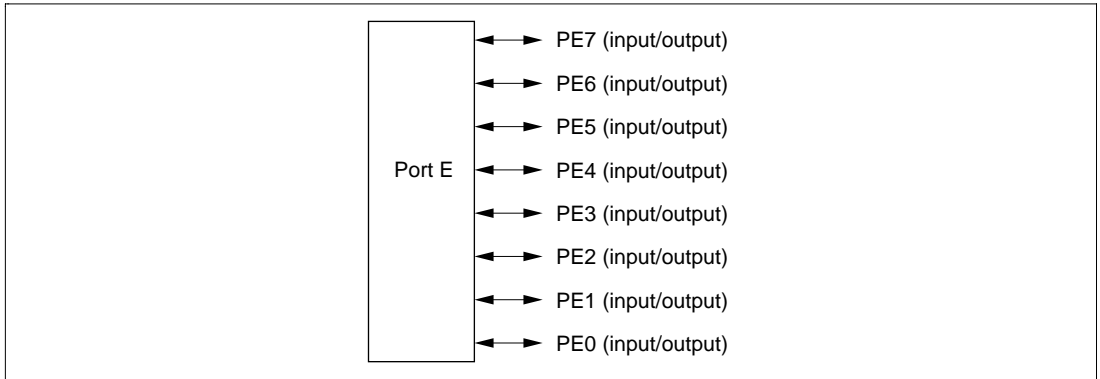 PE7 (input/output)
PE6 (input/output)
PE5 (input/output)
Port E
PE4 (input/output)
PE3 (input/output)
PE2 (input/output)
PE1 (input/output)
PE0 (input/output)